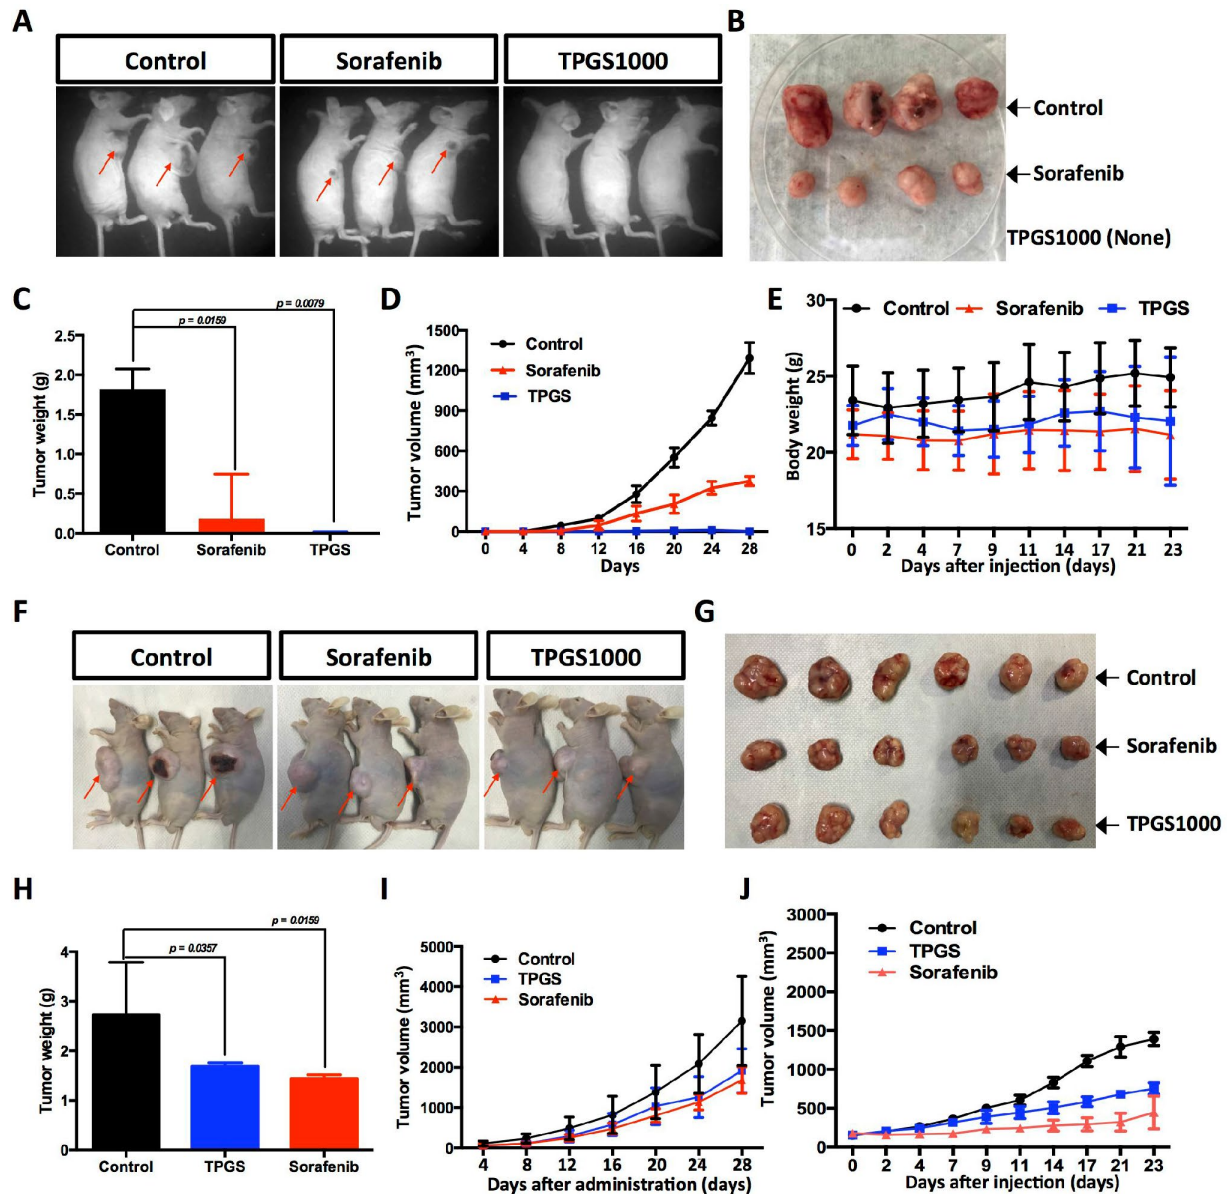 A
Control
Sorafenib
TPGS1000
B
Control
Sorafenib
TPGS1000 (None)
C
p = 0.0079
p = 0.0159
Tumor weight (g)
2.5
2.0
1.5
1.0
0.5
0.0
Control
Sorafenib
TPGS
D
Tumor volume (mm³)
1500
1200
900
600
300
0
Control
Sorafenib
TPGS
0 4 8 12 16 20 24 28
Days
E
Body weight (g)
30
25
20
15
Control Sorafenib TPGS
0 2 4 7 9 11 14 17 21 23
Days after injection (days)
F
Control
Sorafenib
TPGS1000
G
Control
Sorafenib
TPGS1000
H
p = 0.0159
p = 0.0357
Tumor weight (g)
4
3
2
1
0
Control
TPGS
Sorafenib
I
Tumor volume (mm³)
5000
4000
3000
2000
1000
0
Control
TPGS
Sorafenib
4 8 12 16 20 24 28
Days after administration (days)
J
Tumor volume (mm³)
3000
2500
2000
1500
1000
500
0
Control
TPGS
Sorafenib
0 2 4 7 9 11 14 17 21 23
Days after injection (days)